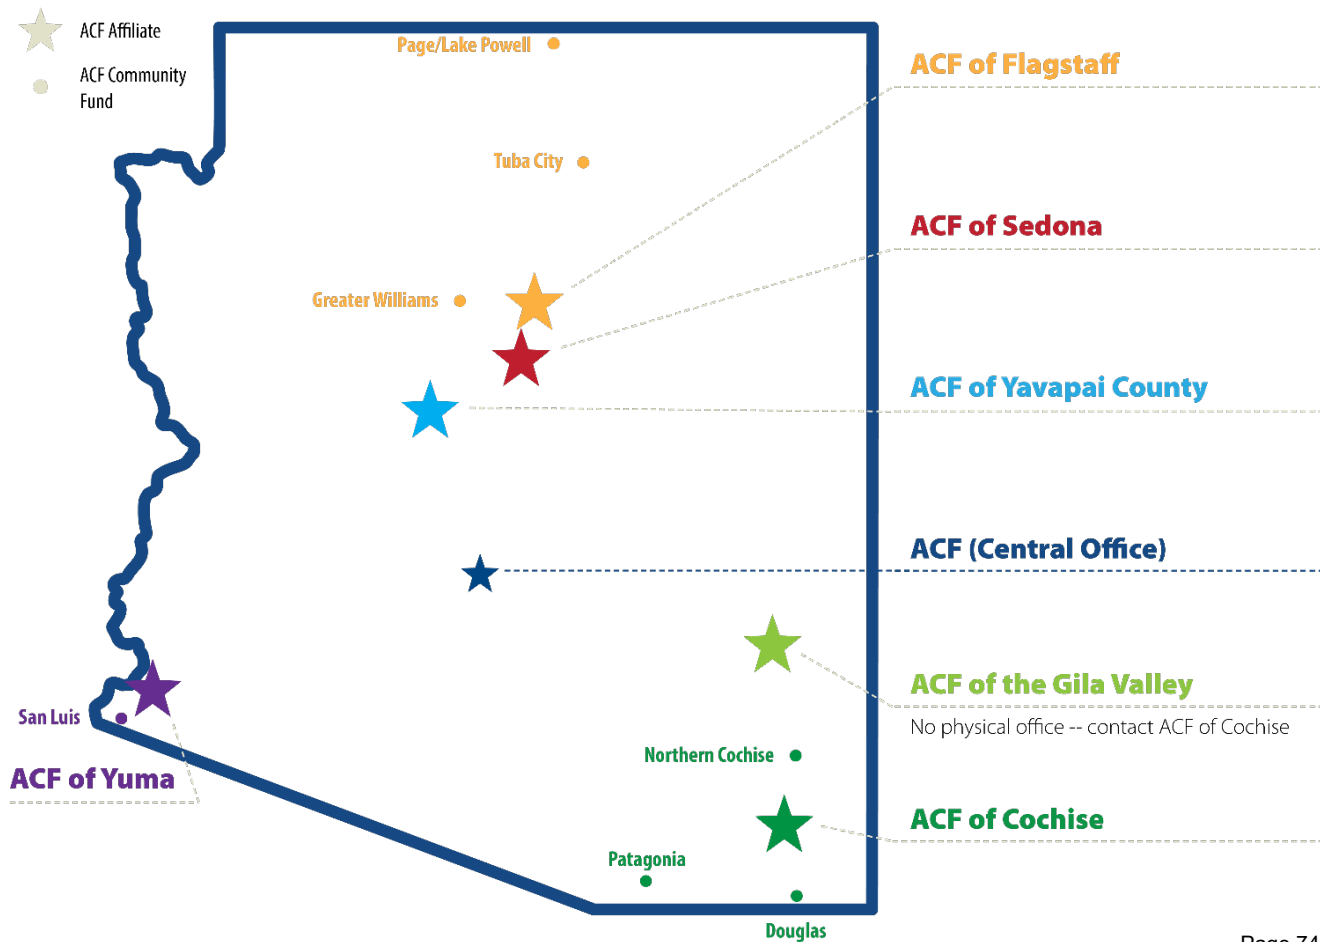 ACF Affiliate
ACF Community
Fund
Page/Lake Powell
ACF of Flagstaff
Tuba City
ACF of Sedona
Greater Williams
ACF of Yavapai County
ACF (Central Office)
ACF of the Gila Valley
No physical office -- contact ACF of Cochise
San Luis
ACF of Yuma
Northern Cochise
ACF of Cochise
Patagonia
Douglas
Page 74